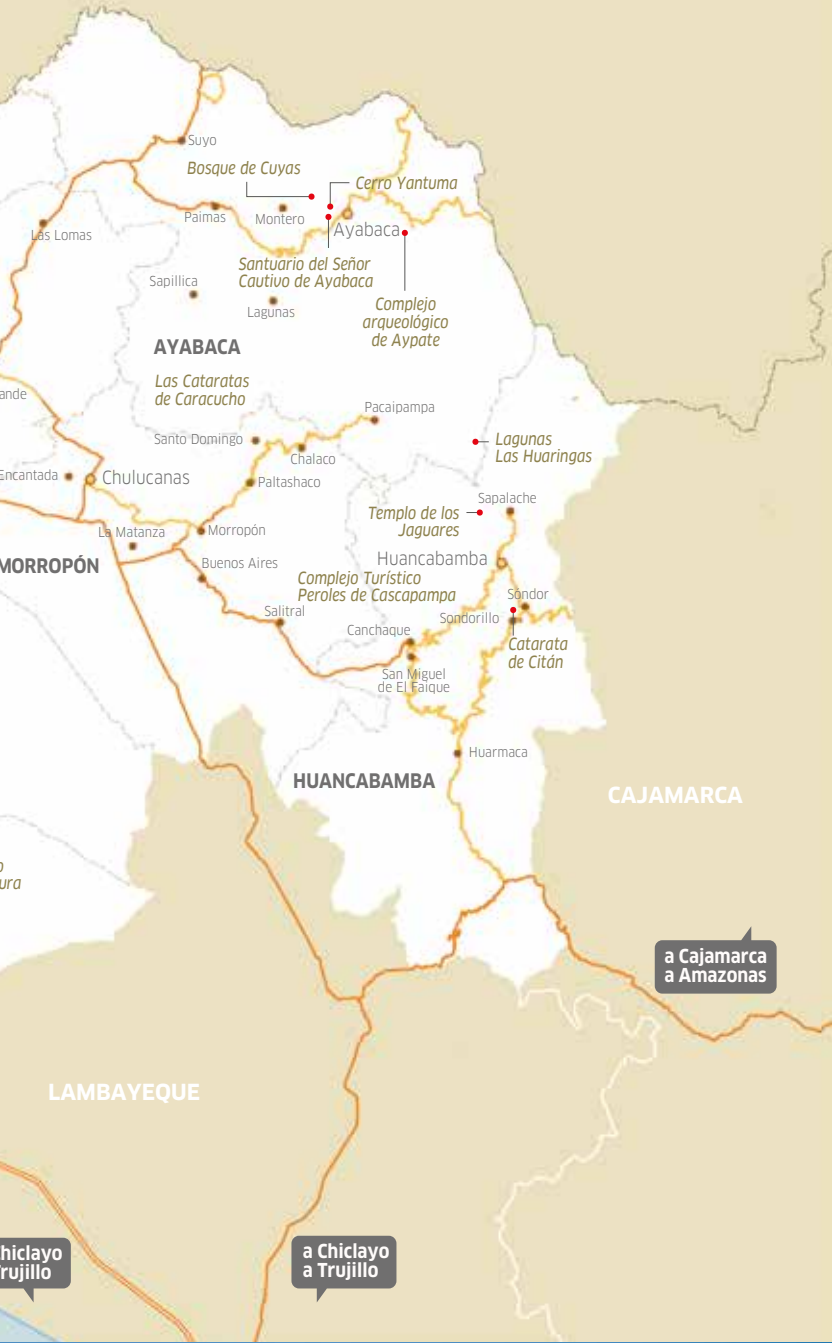 Suyo
Bosque de Cuyas
Cerro Yantuma
Paimas
Montero
Ayabaca
Las Lomas
Santuario del Señor
Cautivo de Ayabaca
Sapillica
Lagunas
Complejo
arqueológico
de Aypate
AYABACA
Las Cataratas
de Caracucho
ande
Pacaipampa
Santo Domingo
Chalaco
Lagunas
Las Huaringas
Encantada
Chulucanas
Paltashaco
Sapalache
Templo de los
Jaguares
La Matanza
Morropón
MORROPÓN
Buenos Aires
Huancabamba
Complejo Turístico
Peroles de Cascapampa
Sóndor
Salitral
Sondorillo
Canchaque
Catarata
de Citán
San Miguel
de El Faique
Huarmaca
HUANCABAMBA
CAJAMARCA
o
ura
a Cajamarca
a Amazonas
LAMBAYEQUE
hiclayo
rujillo
a Chiclayo
a Trujillo